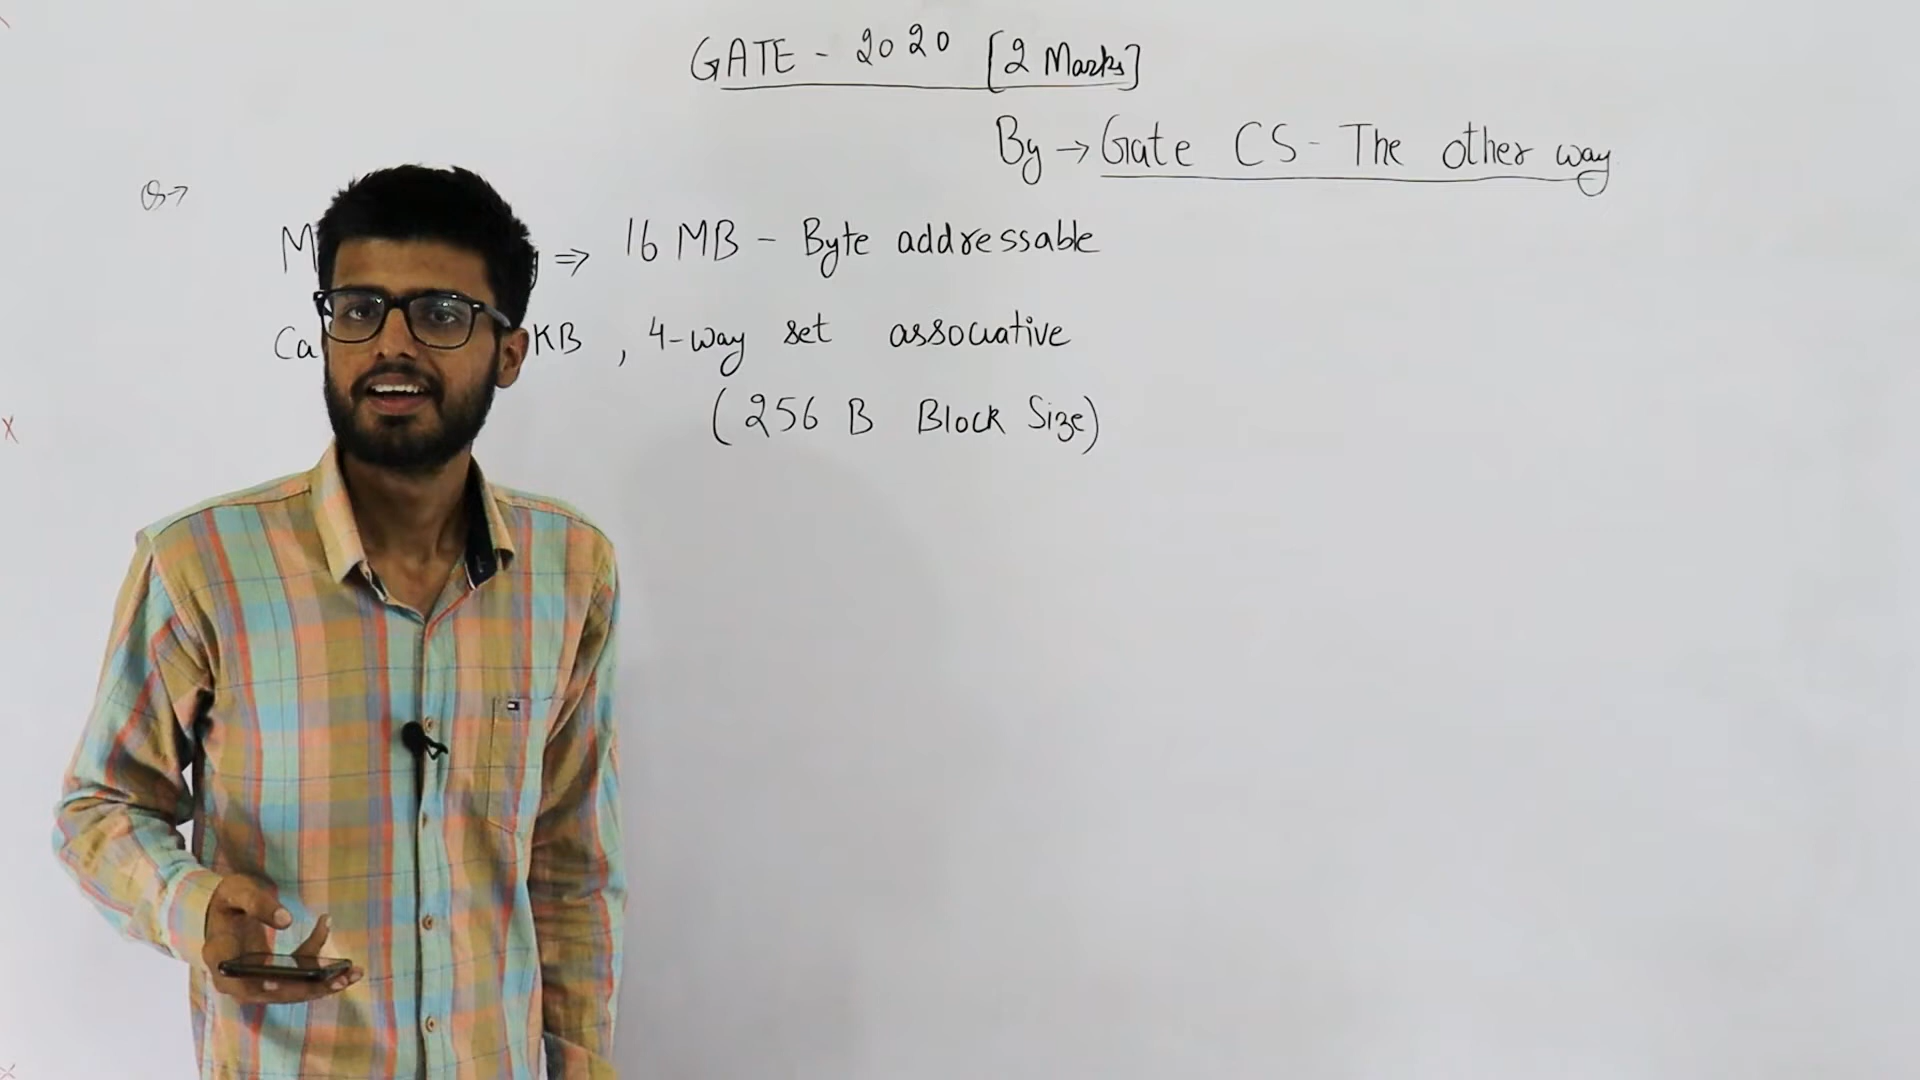 GATE - 2020 [2 Marks]
By → Gate CS - The other way
Q→
M ⇒ 16 MB - Byte addressable
Ca KB , 4-way set associative
(256 B Block Size)
x